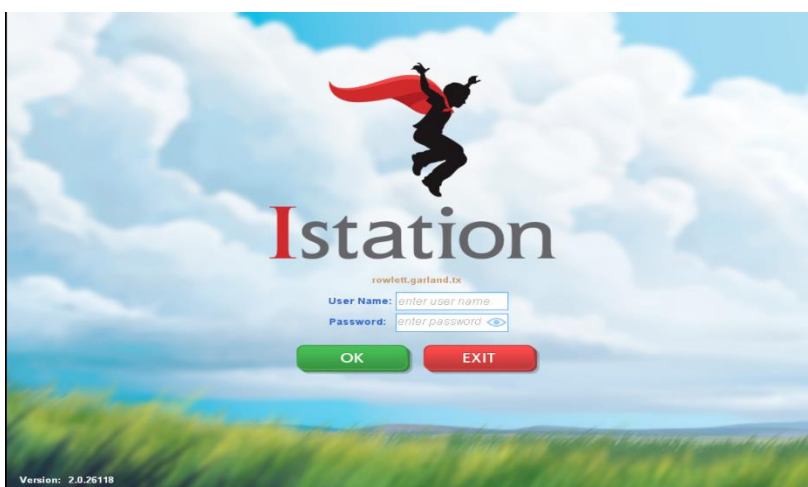 Istation
rowlett.garland.tx
User Name: enter user name
Password: enter password
OK EXIT
Version: 2.0.26118